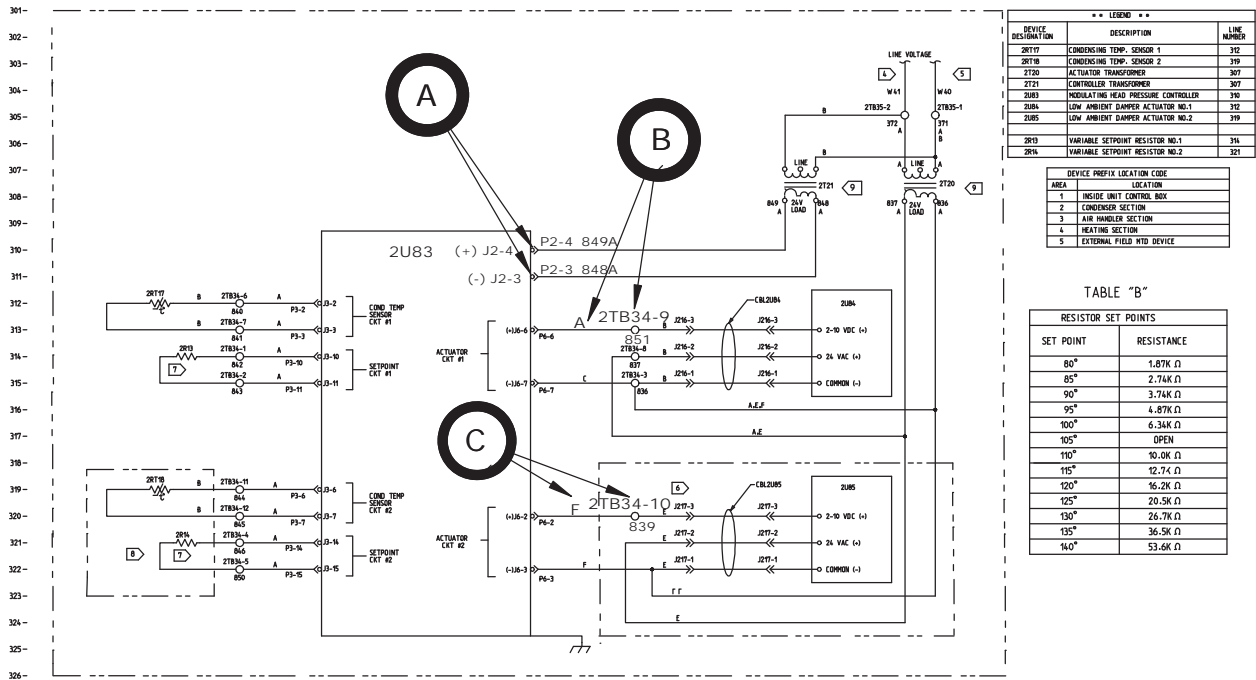 301-
302-
303-
304-
305-
306-
307-
308-
309-
310-
311-
312-
313-
314-
315-
316-
317-
318-
319-
320-
321-
322-
323-
324-
325-
326-
A
B
C
LINE VOLTAGE
4
5
W41
W40
2TB35-2
2TB35-1
372
A
371
A
B
B
B
LINE
A
LINE
A
2T21
9
2T20
9
849
A
24V
LOAD
848
A
837
A
24V
LOAD
836
A
2U83
(+) J2-4
P2-4 849A
(-) J2-3
P2-3 848A
2RT17
C
B
2TB34-6
840
A
P3-2
J3-2
B
2TB34-7
841
A
P3-3
J3-3
COND TEMP
SENSOR
CKT #1
2R13
7
2TB34-1
842
A
P3-10
J3-10
2TB34-2
843
A
P3-11
J3-11
SETPOINT
CKT #1
ACTUATOR
CKT #1
(+)J6-6
P6-6
A
2TB34-9
851
B
J216-3
J216-3
CBL2U84
2U84
2-10 VDC (+)
2TB34-8
837
B
J216-2
J216-2
24 VAC (+)
(-)J6-7
P6-7
C
2TB34-3
836
B
J216-1
J216-1
COMMON (-)
A,E,F
A,E
2RT18
C
B
2TB34-11
844
A
P3-6
J3-6
B
2TB34-12
845
A
P3-7
J3-7
COND TEMP
SENSOR
CKT #2
8
2R14
7
2TB34-4
846
A
P3-14
J3-14
2TB34-5
850
A
P3-15
J3-15
SETPOINT
CKT #2
ACTUATOR
CKT #2
(+)J6-2
P6-2
F
2TB34-10
839
6
E
J217-3
J217-3
CBL2U85
2U85
2-10 VDC (+)
E
J217-2
J217-2
24 VAC (+)
(-)J6-3
P6-3
F
E
J217-1
J217-1
COMMON (-)
E
** LEGEND **
DEVICE DESIGNATION DESCRIPTION LINE NUMBER
2RT17 CONDENSING TEMP. SENSOR 1 312
2RT18 CONDENSING TEMP. SENSOR 2 319
2T20 ACTUATOR TRANSFORMER 307
2T21 CONTROLLER TRANSFORMER 307
2U83 MODULATING HEAD PRESSURE CONTROLLER 310
2U84 LOW AMBIENT DAMPER ACTUATOR NO.1 312
2U85 LOW AMBIENT DAMPER ACTUATOR NO.2 319
2R13 VARIABLE SETPOINT RESISTOR NO.1 314
2R14 VARIABLE SETPOINT RESISTOR NO.2 321
DEVICE PREFIX LOCATION CODE
AREA LOCATION
1 INSIDE UNIT CONTROL BOX
2 CONDENSER SECTION
3 AIR HANDLER SECTION
4 HEATING SECTION
5 EXTERNAL FIELD MTD DEVICE
TABLE "B"
RESISTOR SET POINTS
SET POINT RESISTANCE
80° 1.87K Ω
85° 2.74K Ω
90° 3.74K Ω
95° 4.87K Ω
100° 6.34K Ω
105° OPEN
110° 10.0K Ω
115° 12.7K Ω
120° 16.2K Ω
125° 20.5K Ω
130° 26.7K Ω
135° 36.5K Ω
140° 53.6K Ω